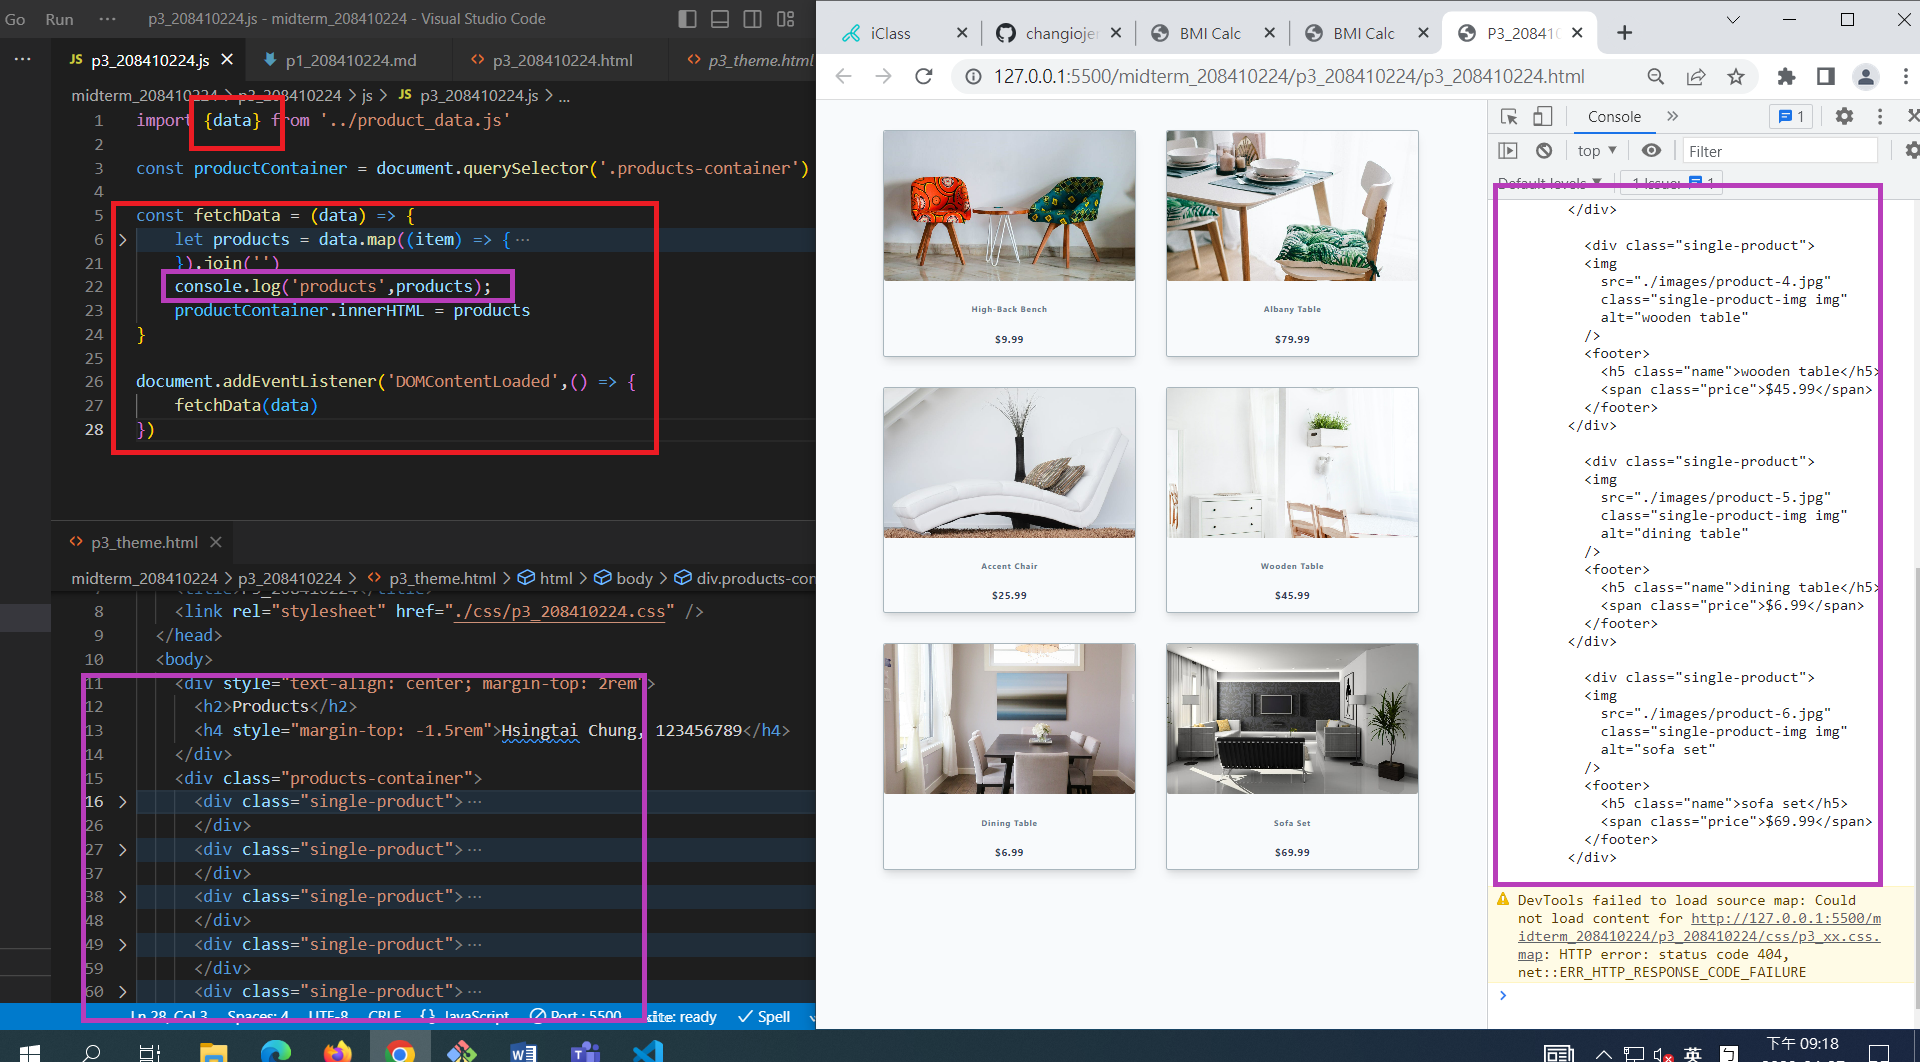 Go Run ··· p3_208410224.js - midterm_208410224 - Visual Studio Code
JS p3_208410224.js p1_208410224.md p3_208410224.html p3_theme.html
midterm_208410224 > p3_208410224 > js > JS p3_208410224.js > ...
1 import {data} from '../product_data.js'
2
3 const productContainer = document.querySelector('.products-container')
4
5 const fetchData = (data) => {
6 let products = data.map((item) => { ···
21 }).join('')
22 console.log('products',products);
23 productContainer.innerHTML = products
24 }
25
26 document.addEventListener('DOMContentLoaded',() => {
27 fetchData(data)
28 })
p3_theme.html
midterm_208410224 > p3_208410224 > p3_theme.html > html > body > div.products-con
7 <title>P3_208410224</title>
8 <link rel="stylesheet" href="./css/p3_208410224.css" />
9 </head>
10 <body>
11 <div style="text-align: center; margin-top: 2rem">
12 <h2>Products</h2>
13 <h4 style="margin-top: -1.5rem">Hsingtai Chung, 123456789</h4>
14 </div>
15 <div class="products-container">
16 <div class="single-product"> ···
26 </div>
27 <div class="single-product"> ···
37 </div>
38 <div class="single-product"> ···
48 </div>
49 <div class="single-product"> ···
59 </div>
60 <div class="single-product"> ···
Ln 28, Col 3 Spaces: 4 UTF-8 CRLF {} JavaScript Port : 5500 kite: ready Spell
iClass changiojen BMI Calc BMI Calc P3_20841
127.0.0.1:5500/midterm_208410224/p3_208410224/p3_208410224.html
High-Back Bench
$9.99
Albany Table
$79.99
Accent Chair
$25.99
Wooden Table
$45.99
Dining Table
$6.99
Sofa Set
$69.99
Console » 1
top Filter
Default levels 1 Issue: 1
</div>
<div class="single-product">
<img
src="./images/product-4.jpg"
class="single-product-img img"
alt="wooden table"
/>
<footer>
<h5 class="name">wooden table</h5>
<span class="price">$45.99</span>
</footer>
</div>
<div class="single-product">
<img
src="./images/product-5.jpg"
class="single-product-img img"
alt="dining table"
/>
<footer>
<h5 class="name">dining table</h5>
<span class="price">$6.99</span>
</footer>
</div>
<div class="single-product">
<img
src="./images/product-6.jpg"
class="single-product-img img"
alt="sofa set"
/>
<footer>
<h5 class="name">sofa set</h5>
<span class="price">$69.99</span>
</footer>
</div>
DevTools failed to load source map: Could
not load content for http://127.0.0.1:5500/m
idterm_208410224/p3_208410224/css/p3_xx.css.
map: HTTP error: status code 404,
net::ERR_HTTP_RESPONSE_CODE_FAILURE
英 下午 09:18